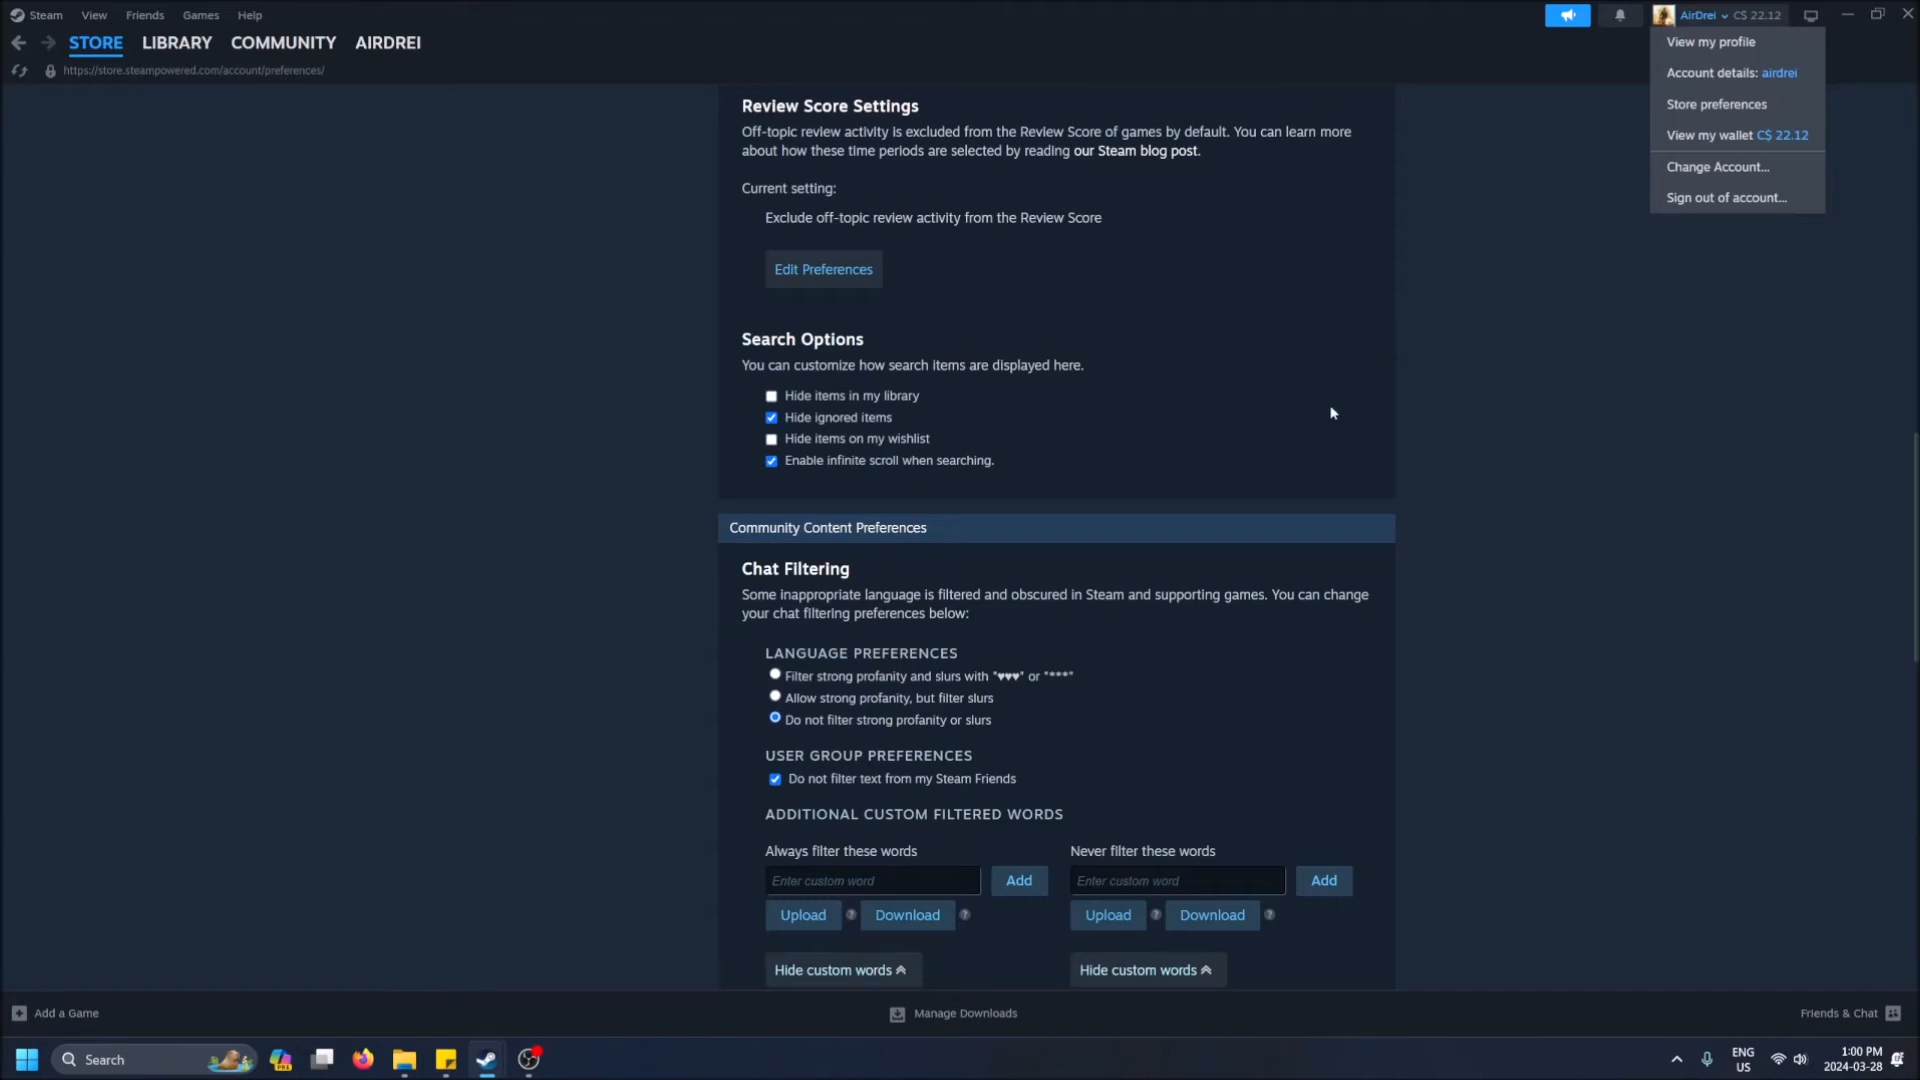 Steam View Friends Games Help
AirDrei C$ 22.12
STORE LIBRARY COMMUNITY AIRDREI
https://store.steampowered.com/account/preferences/
View my profile
Account details: airdrei
Store preferences
View my wallet C$ 22.12
Change Account...
Sign out of account...
Review Score Settings
Off-topic review activity is excluded from the Review Score of games by default. You can learn more
about how these time periods are selected by reading our Steam blog post.
Current setting:
Exclude off-topic review activity from the Review Score
Edit Preferences
Search Options
You can customize how search items are displayed here.
Hide items in my library
Hide ignored items
Hide items on my wishlist
Enable infinite scroll when searching.
Community Content Preferences
Chat Filtering
Some inappropriate language is filtered and obscured in Steam and supporting games. You can change
your chat filtering preferences below:
LANGUAGE PREFERENCES
Filter strong profanity and slurs with "♥♥♥" or "***"
Allow strong profanity, but filter slurs
Do not filter strong profanity or slurs
USER GROUP PREFERENCES
Do not filter text from my Steam Friends
ADDITIONAL CUSTOM FILTERED WORDS
Always filter these words Never filter these words
Enter custom word Add Enter custom word Add
Upload ? Download ? Upload ? Download ?
Hide custom words Hide custom words
Add a Game Manage Downloads Friends & Chat
Search PRE ENG 1:00 PM
US 2024-03-28